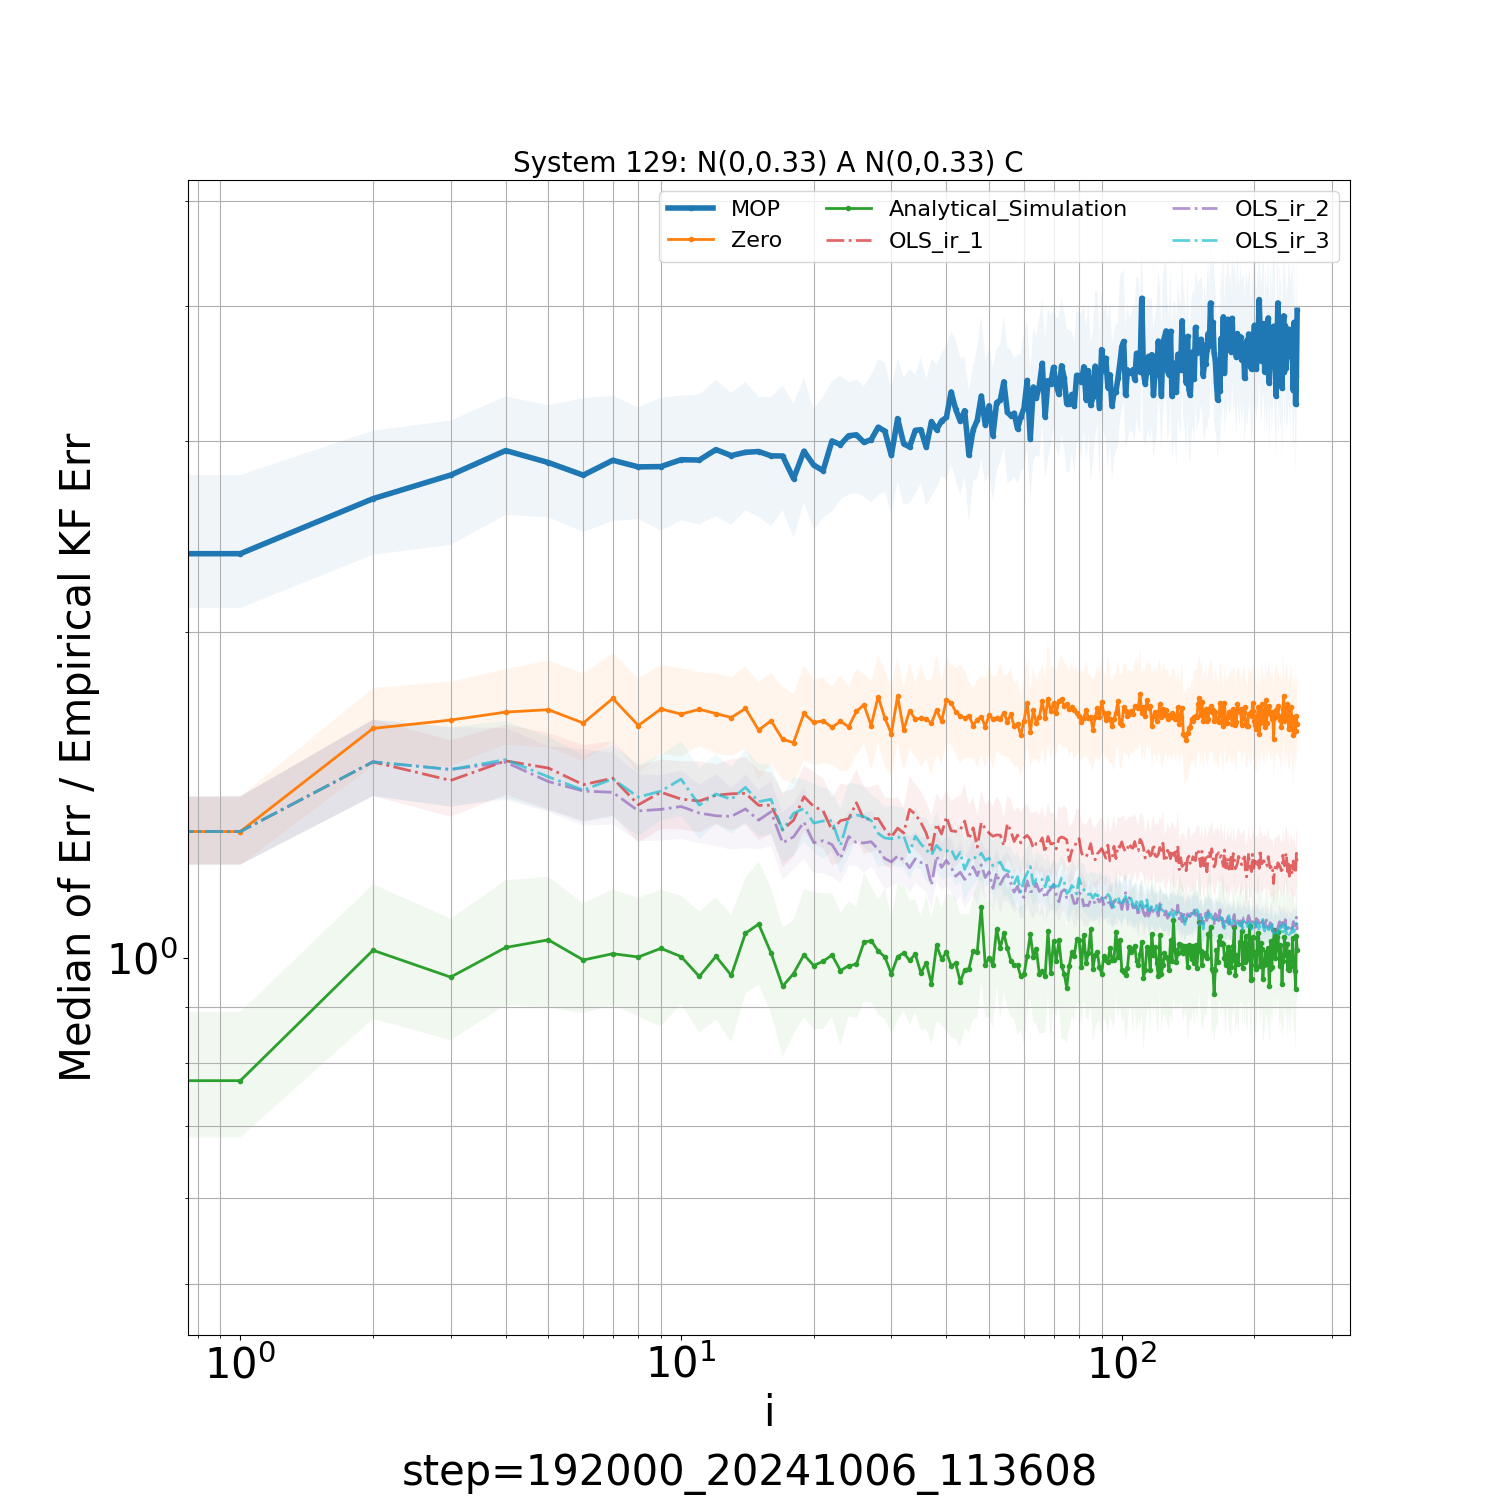 System 129: N(0,0.33) A N(0,0.33) C
MOP
Zero
Analytical_Simulation
OLS_ir_1
OLS_ir_2
OLS_ir_3
Median of Err / Empirical KF Err
10⁰
10⁰ 10¹ 10²
i
step=192000_20241006_113608